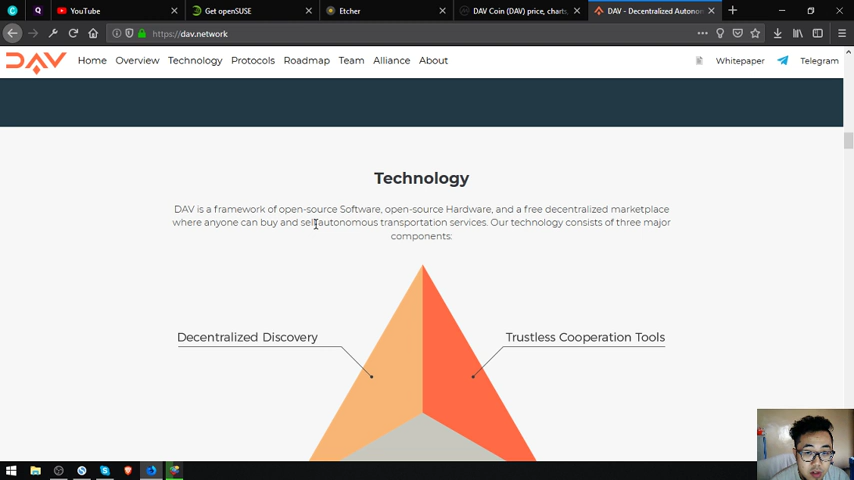 YouTube
Get openSUSE
Etcher
DAV Coin (DAV) price, charts,
DAV - Decentralized Autono
https://dav.network
DAV
Home
Overview
Technology
Protocols
Roadmap
Team
Alliance
About
Whitepaper
Telegram
Technology
DAV is a framework of open-source Software, open-source Hardware, and a free decentralized marketplace
where anyone can buy and sell autonomous transportation services. Our technology consists of three major
components:
Decentralized Discovery
Trustless Cooperation Tools